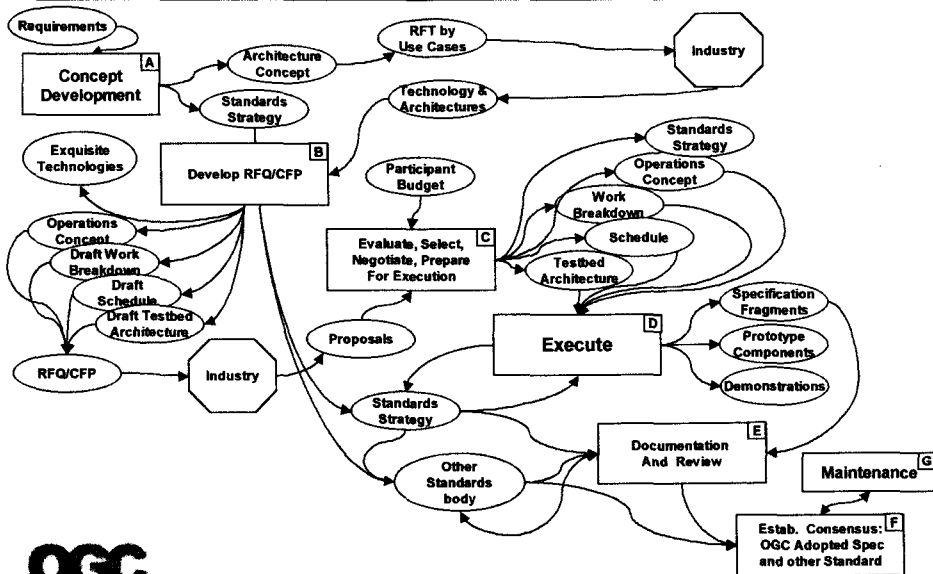 Requirements
A
Concept
Development
Architecture
Concept
Standards
Strategy
RFT by
Use Cases
Industry
Technology &
Architectures
B
Develop RFQ/CFP
Exquisite
Technologies
Operations
Concept
Draft Work
Breakdown
Draft
Schedule
Draft Testbed
Architecture
RFQ/CFP
Industry
Proposals
Participant
Budget
C
Evaluate, Select,
Negotiate, Prepare
For Execution
Standards
Strategy
Operations
Concept
Work
Breakdown
Schedule
Testbed
Architecture
D
Execute
Specification
Fragments
Prototype
Components
Demonstrations
Standards
Strategy
Other
Standards
body
E
Documentation
And Review
G
Maintenance
F
Estab. Consensus:
OGC Adopted Spec
and other Standard
OGC